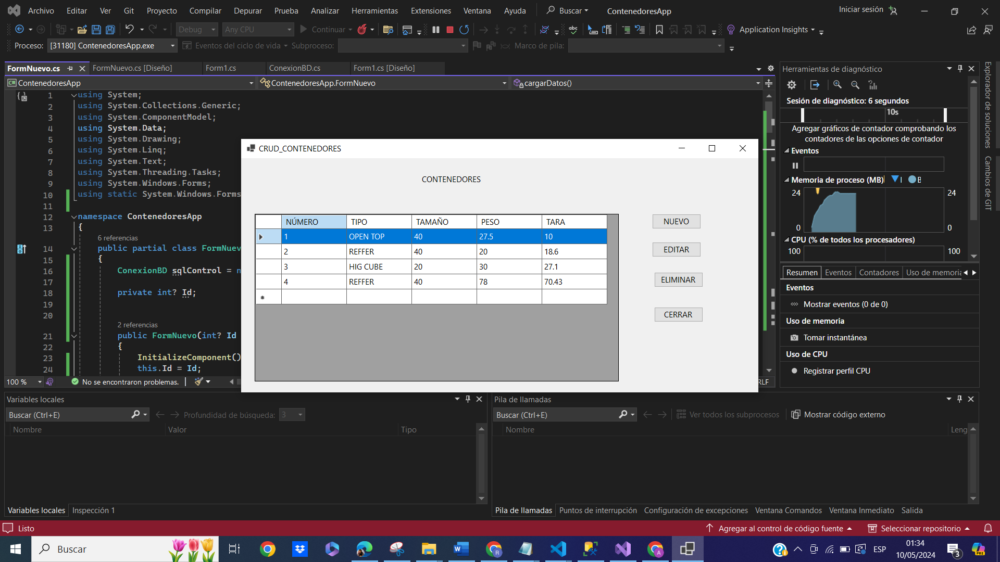 Archivo Editar Ver Git Proyecto Compilar Depurar Prueba Analizar Herramientas Extensiones Ventana Ayuda Buscar ContenedoresApp Iniciar sesión
Debug Any CPU Continuar Application Insights
Proceso: [31180] ContenedoresApp.exe Eventos del ciclo de vida Subproceso: Marco de pila:
FormNuevo.cs FormNuevo.cs [Diseño] Form1.cs ConexionBD.cs Form1.cs [Diseño]
ContenedoresApp ContenedoresApp.FormNuevo cargarDatos()
1 using System;
2 using System.Collections.Generic;
3 using System.ComponentModel;
4 using System.Data;
5 using System.Drawing;
6 using System.Linq;
7 using System.Text;
8 using System.Threading.Tasks;
9 using System.Windows.Forms;
10 using static System.Windows.Forms
11
12 namespace ContenedoresApp
13 {
6 referencias
14 public partial class FormNuev
15 {
16 ConexionBD sqlControl = n
17
18 private int? Id;
19
20
2 referencias
21 public FormNuevo(int? Id
22 {
23 InitializeComponent()
24 this.Id = Id;
100 % No se encontraron problemas. RLF
CRUD_CONTENEDORES
CONTENEDORES
NÚMERO TIPO TAMAÑO PESO TARA
1 OPEN TOP 40 27.5 10
2 REFFER 40 20 18.6
3 HIG CUBE 20 30 27.1
4 REFFER 40 78 70.43
NUEVO
EDITAR
ELIMINAR
CERRAR
Herramientas de diagnóstico
Sesión de diagnóstico: 6 segundos
10s
Agregar gráficos de contador comprobando los
contadores de las opciones de contador
Eventos
Memoria de proceso (MB)
24 24
0 0
CPU (% de todos los procesadores)
100 100
Resumen Eventos Contadores Uso de memoria
Eventos
Mostrar eventos (0 de 0)
Uso de memoria
Tomar instantánea
Uso de CPU
Registrar perfil CPU
Explorador de soluciones
Cambios de GIT
Variables locales
Buscar (Ctrl+E) Profundidad de búsqueda: 3
Nombre Valor Tipo
Variables locales Inspección 1
Pila de llamadas
Buscar (Ctrl+E) Ver todos los subprocesos Mostrar código externo
Nombre Leng
Pila de llamadas Puntos de interrupción Configuración de excepciones Ventana Comandos Ventana Inmediato Salida
Listo Agregar al control de código fuente Seleccionar repositorio
Buscar
ESP
01:34
10/05/2024
3
PRE